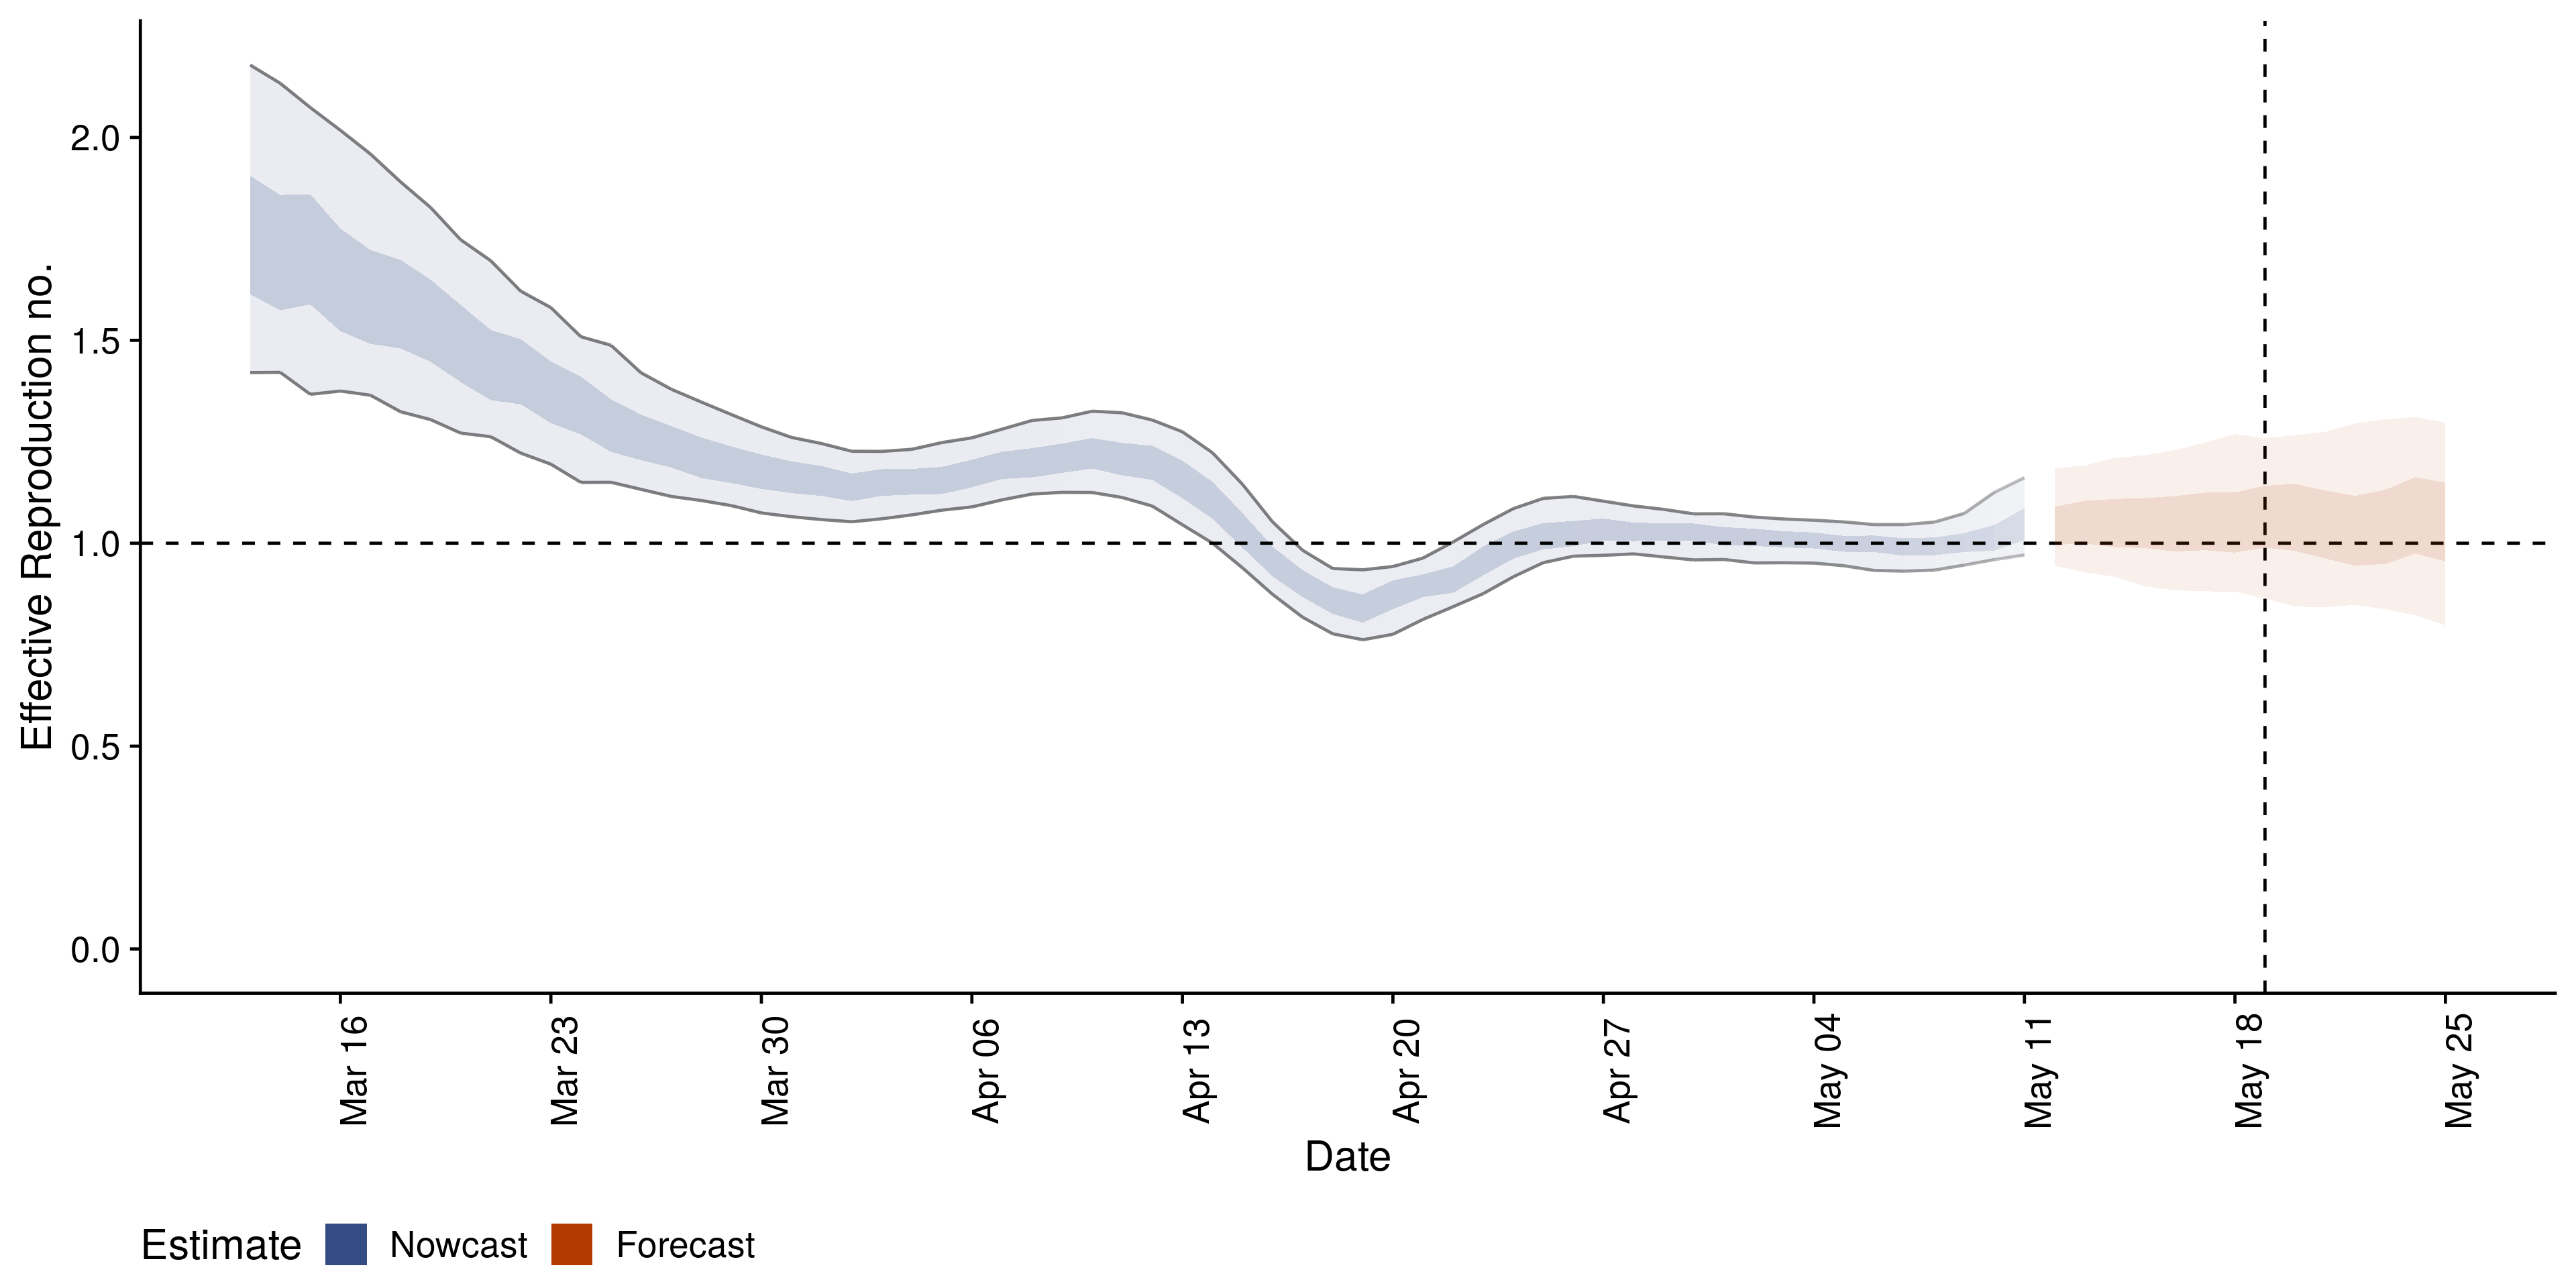 Effective Reproduction no.
2.0
1.5
1.0
0.5
0.0
Mar 16
Mar 23
Mar 30
Apr 06
Apr 13
Apr 20
Apr 27
May 04
May 11
May 18
May 25
Date
Estimate Nowcast Forecast